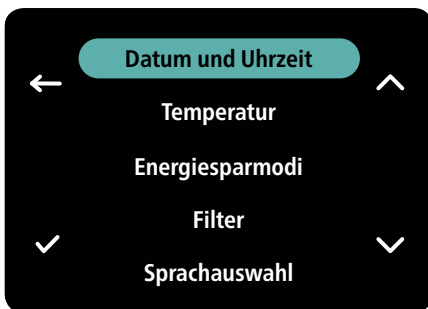 Datum und Uhrzeit
Temperatur
Energiesparmodi
Filter
Sprachauswahl